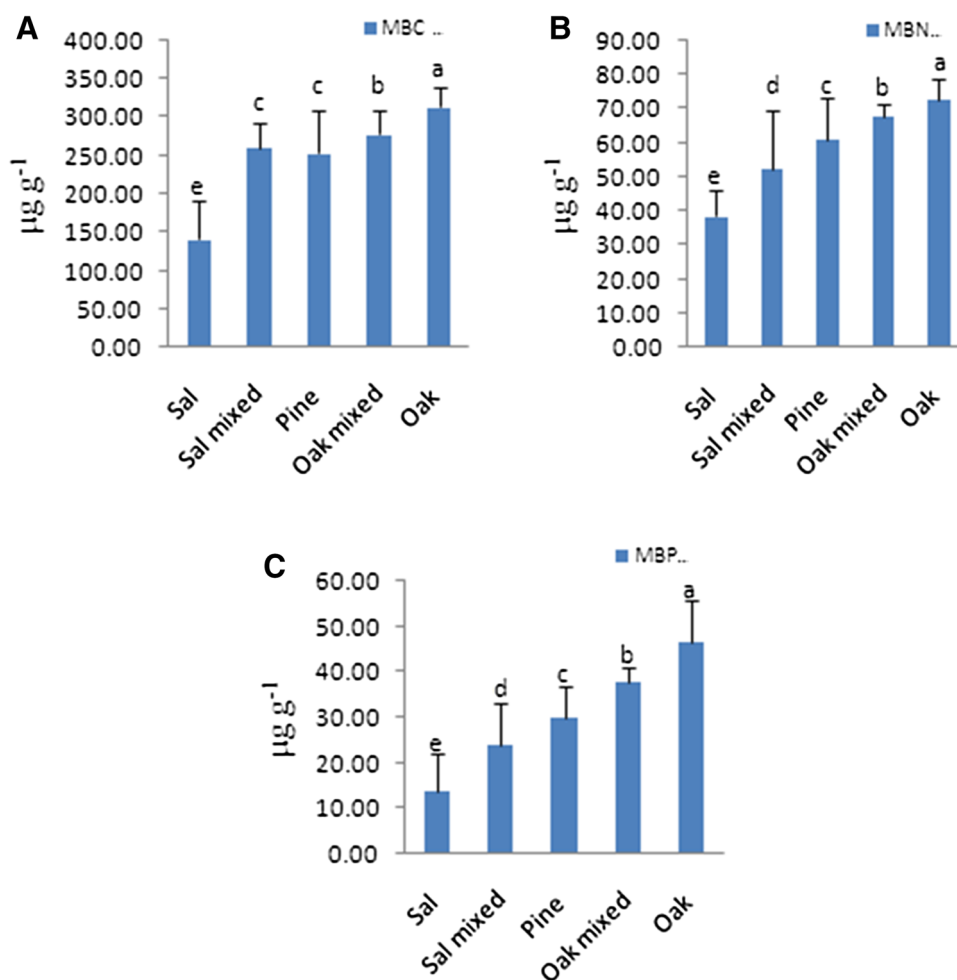 A
MBC ...
400.00
350.00
300.00
250.00
200.00
150.00
100.00
50.00
0.00
µg g-1
e
c
c
b
a
Sal
Sal mixed
Pine
Oak mixed
Oak
B
MBN...
90.00
80.00
70.00
60.00
50.00
40.00
30.00
20.00
10.00
0.00
µg g-1
e
d
c
b
a
Sal
Sal mixed
Pine
Oak mixed
Oak
C
MBP...
60.00
50.00
40.00
30.00
20.00
10.00
0.00
µg g-1
e
d
c
b
a
Sal
Sal mixed
Pine
Oak mixed
Oak